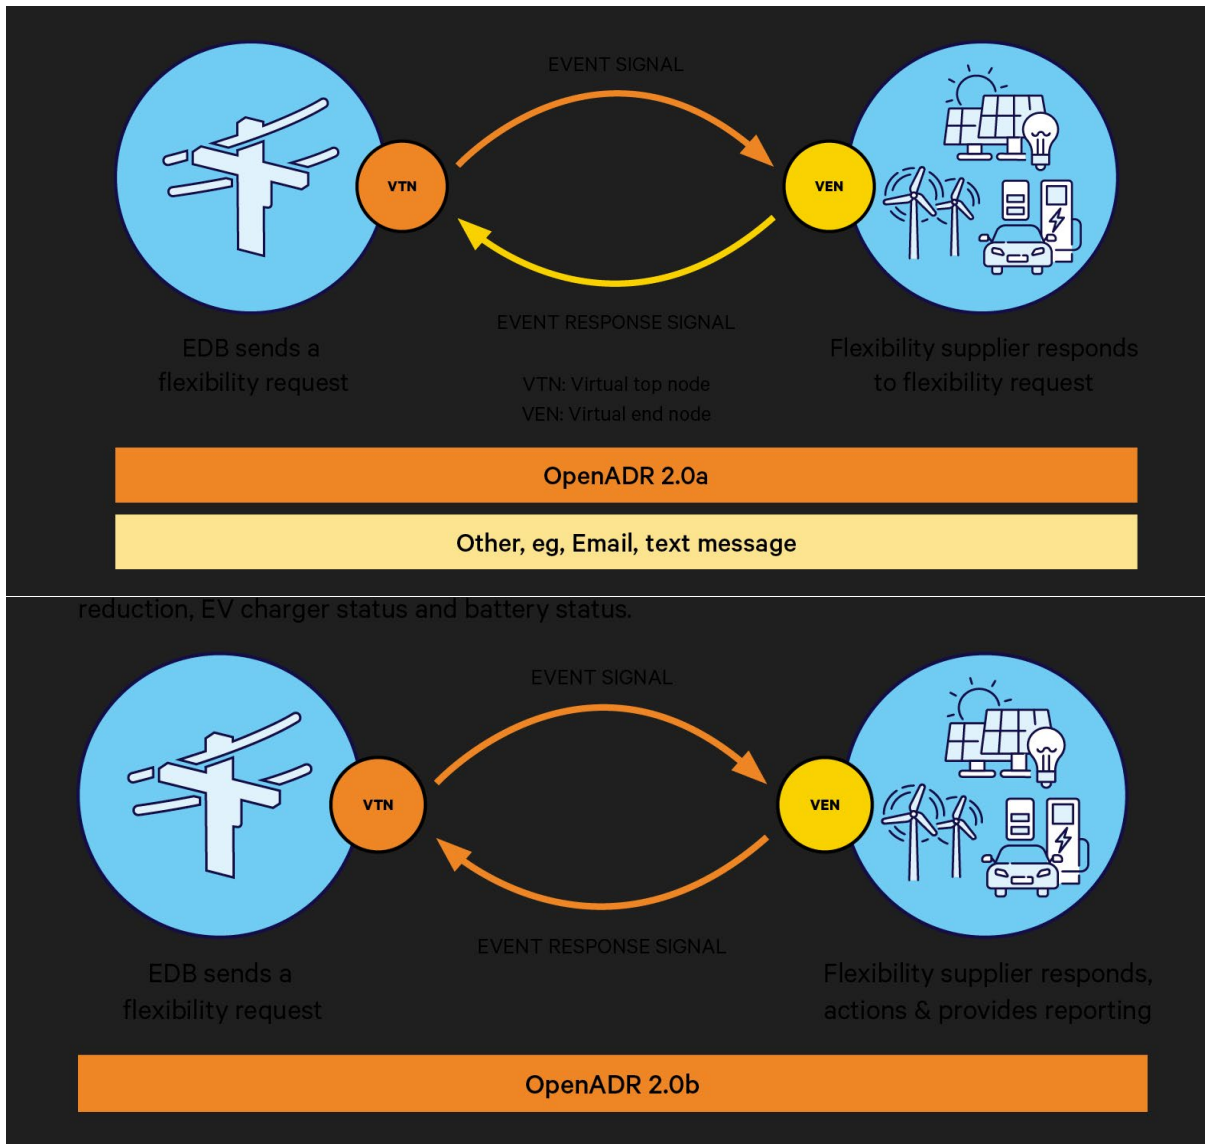 EVENT SIGNAL
VTN
VEN
EVENT RESPONSE SIGNAL
EDB sends a
flexibility request
Flexibility supplier responds
to flexibility request
VTN: Virtual top node
VEN: Virtual end node
OpenADR 2.0a
Other, eg, Email, text message
reduction, EV charger status and battery status.
EVENT SIGNAL
VTN
VEN
EVENT RESPONSE SIGNAL
EDB sends a
flexibility request
Flexibility supplier responds,
actions & provides reporting
OpenADR 2.0b